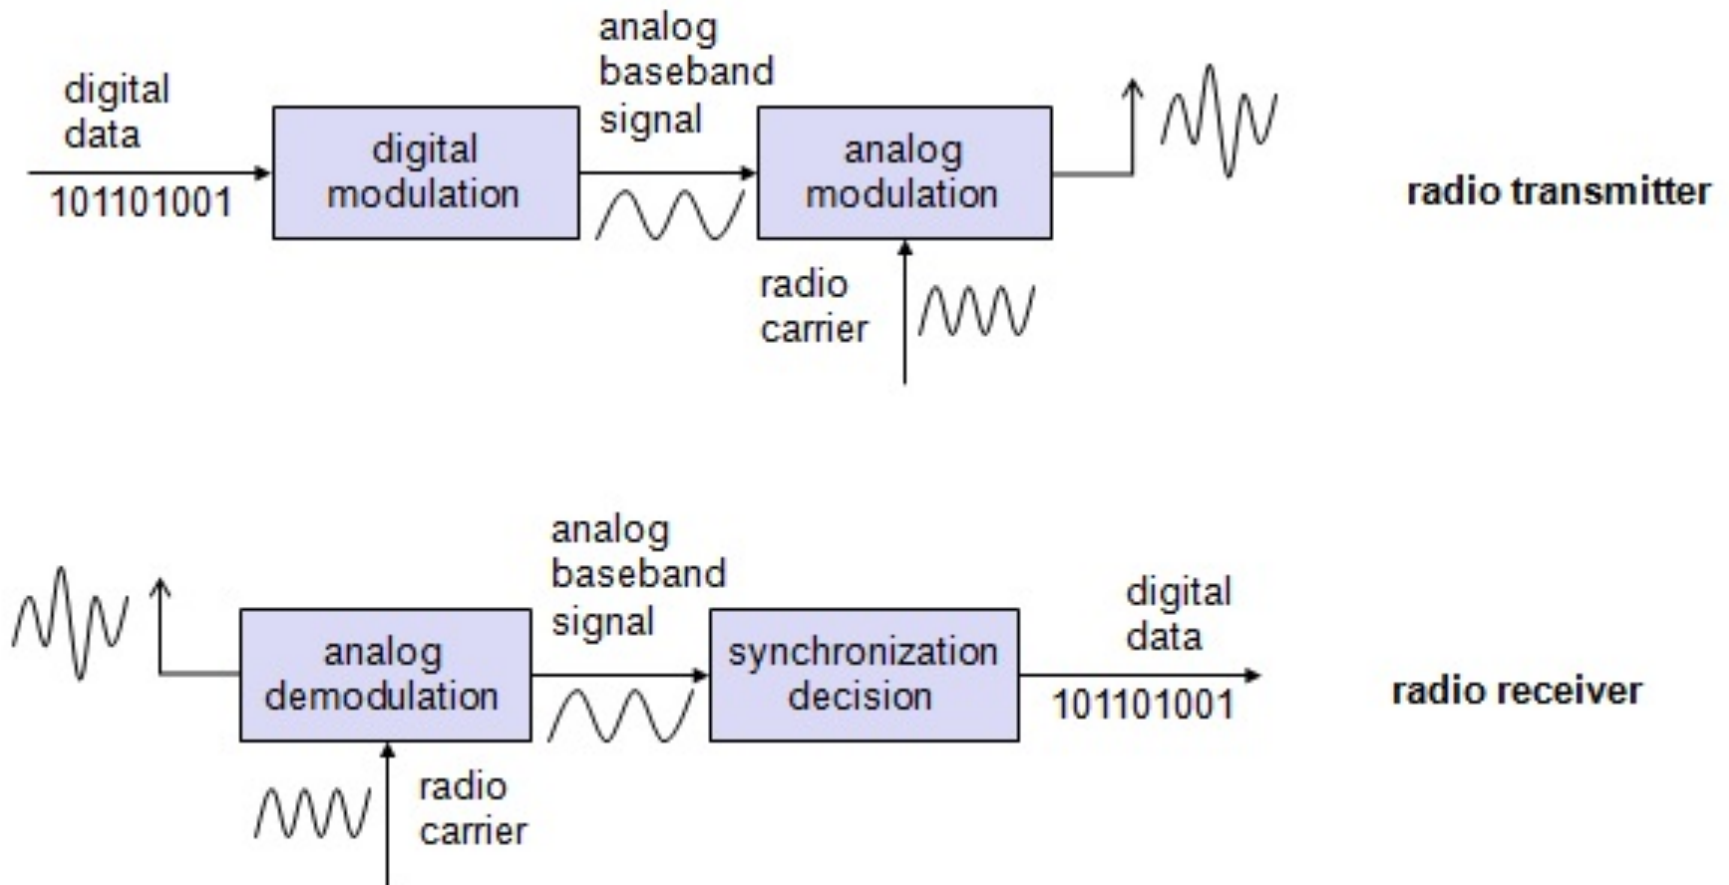 digital
data
101101001
digital
modulation
analog
baseband
signal
analog
modulation
radio
carrier
radio transmitter
analog
demodulation
radio
carrier
analog
baseband
signal
synchronization
decision
digital
data
101101001
radio receiver